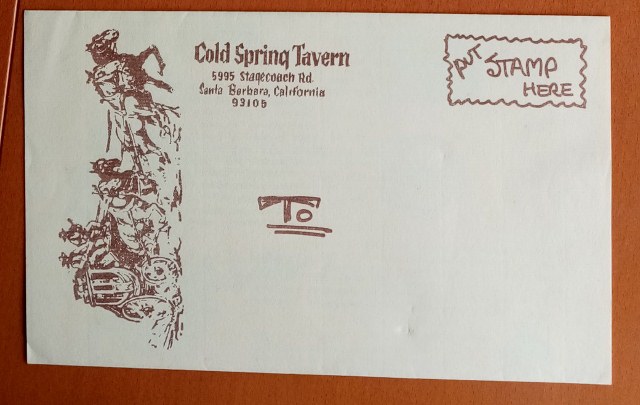 Cold Spring Tavern
5995 Stagecoach Rd.
Santa Barbara, California
93105
PUT STAMP
HERE
To